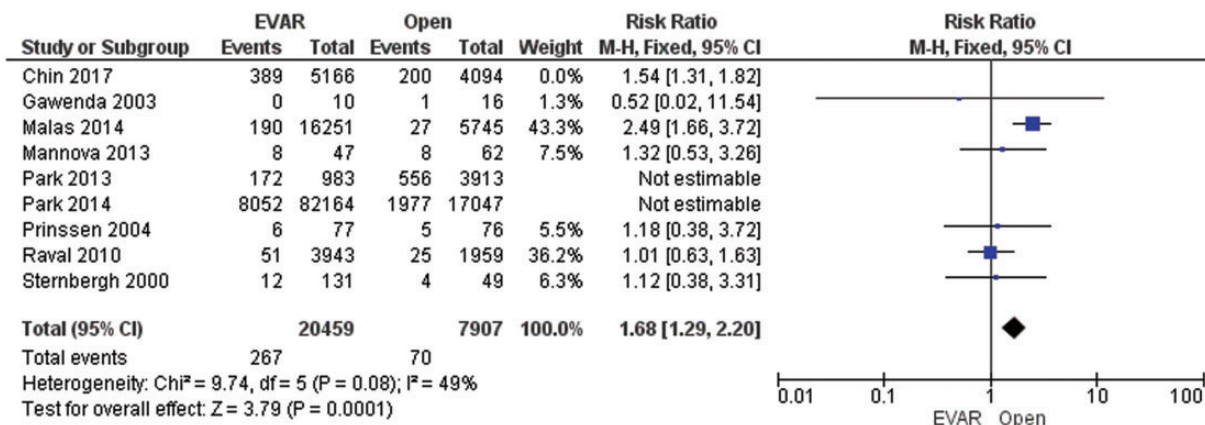 EVAR Open Risk Ratio Risk Ratio
Study or Subgroup Events Total Events Total Weight M-H, Fixed, 95% CI M-H, Fixed, 95% CI
Chin 2017 389 5166 200 4094 0.0% 1.54 [1.31, 1.82]
Gawenda 2003 0 10 1 16 1.3% 0.52 [0.02, 11.54]
Malas 2014 190 16251 27 5745 43.3% 2.49 [1.66, 3.72]
Mannova 2013 8 47 8 62 7.5% 1.32 [0.53, 3.26]
Park 2013 172 983 556 3913 Not estimable
Park 2014 8052 82164 1977 17047 Not estimable
Prinssen 2004 6 77 5 76 5.5% 1.18 [0.38, 3.72]
Raval 2010 51 3943 25 1959 36.2% 1.01 [0.63, 1.63]
Sternbergh 2000 12 131 4 49 6.3% 1.12 [0.38, 3.31]
Total (95% CI) 20459 7907 100.0% 1.68 [1.29, 2.20]
Total events 267 70
Heterogeneity: Chi² = 9.74, df = 5 (P = 0.08); I² = 49%
Test for overall effect: Z = 3.79 (P = 0.0001)
0.01 0.1 1 10 100
EVAR Open